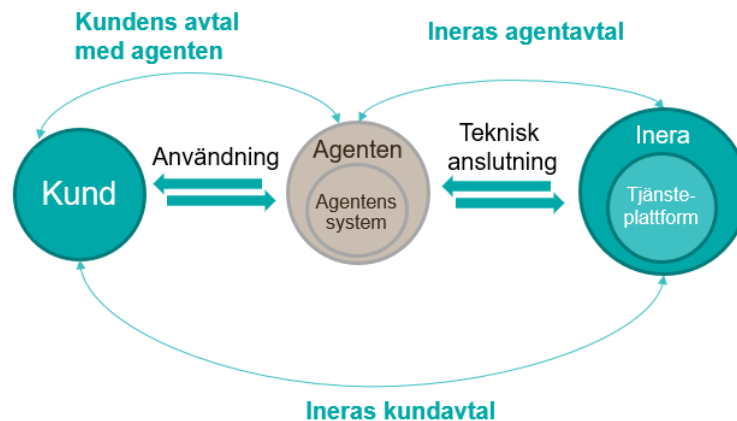 Kundens avtal
med agenten
Ineras agentavtal
Kund
Användning
Agenten
Agentens
system
Teknisk
anslutning
Inera
Tjänste-
plattform
Ineras kundavtal